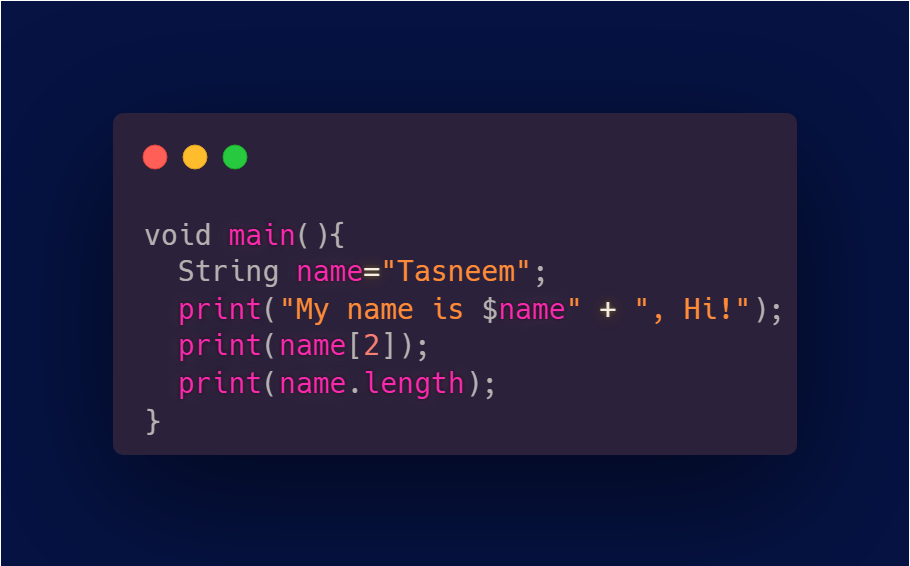 void main(){
  String name="Tasneem";
  print("My name is $name" + ", Hi!");
  print(name[2]);
  print(name.length);
}